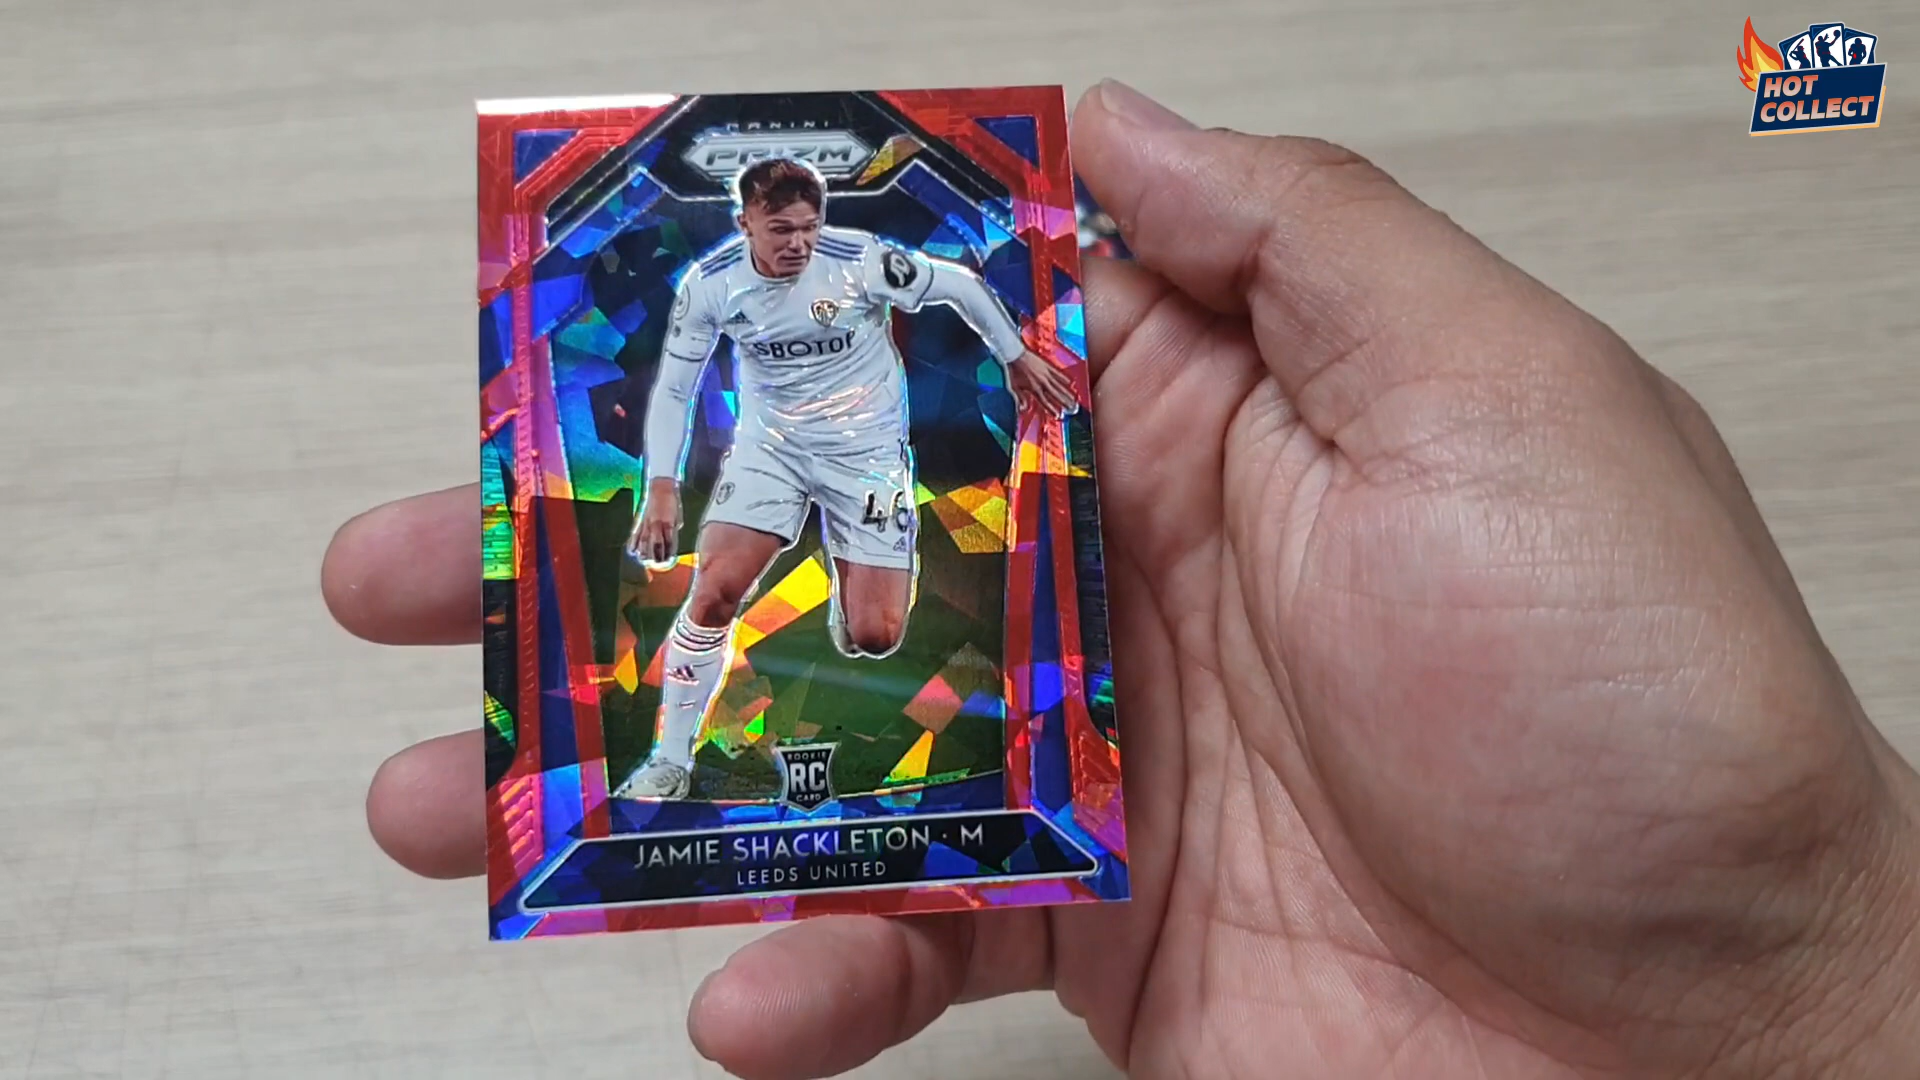 HOT
COLLECT
PANINI
PRIZM
SBOTOP
46
ROOKIE
RC
CARD
JAMIE SHACKLETON · M
LEEDS UNITED